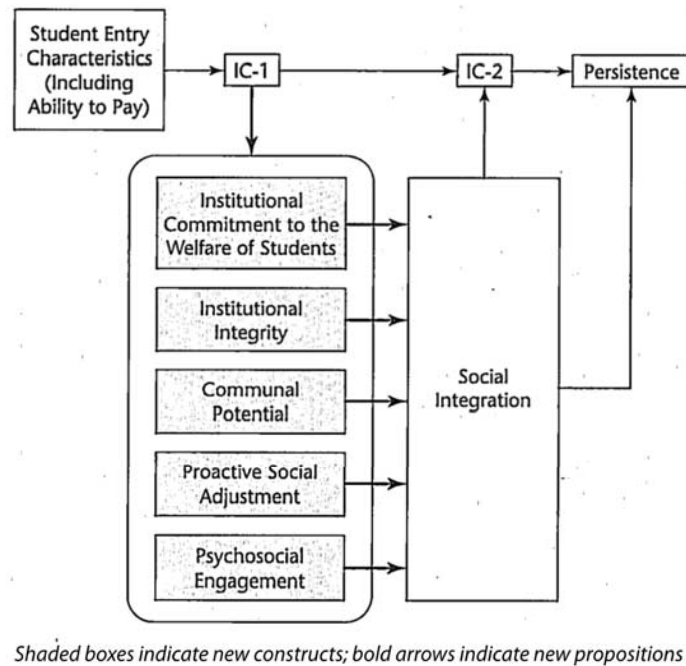 Student Entry
Characteristics
(Including
Ability to Pay)
IC-1
IC-2
Persistence
Institutional
Commitment to the
Welfare of Students
Institutional
Integrity
Communal
Potential
Proactive Social
Adjustment
Psychosocial
Engagement
Social
Integration
Shaded boxes indicate new constructs; bold arrows indicate new propositions